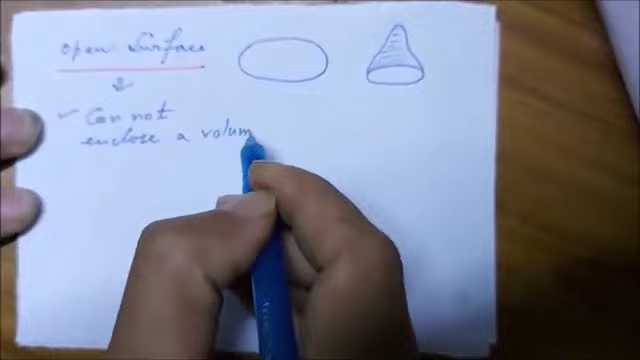 open Surface
✓ Can not
enclose a volum